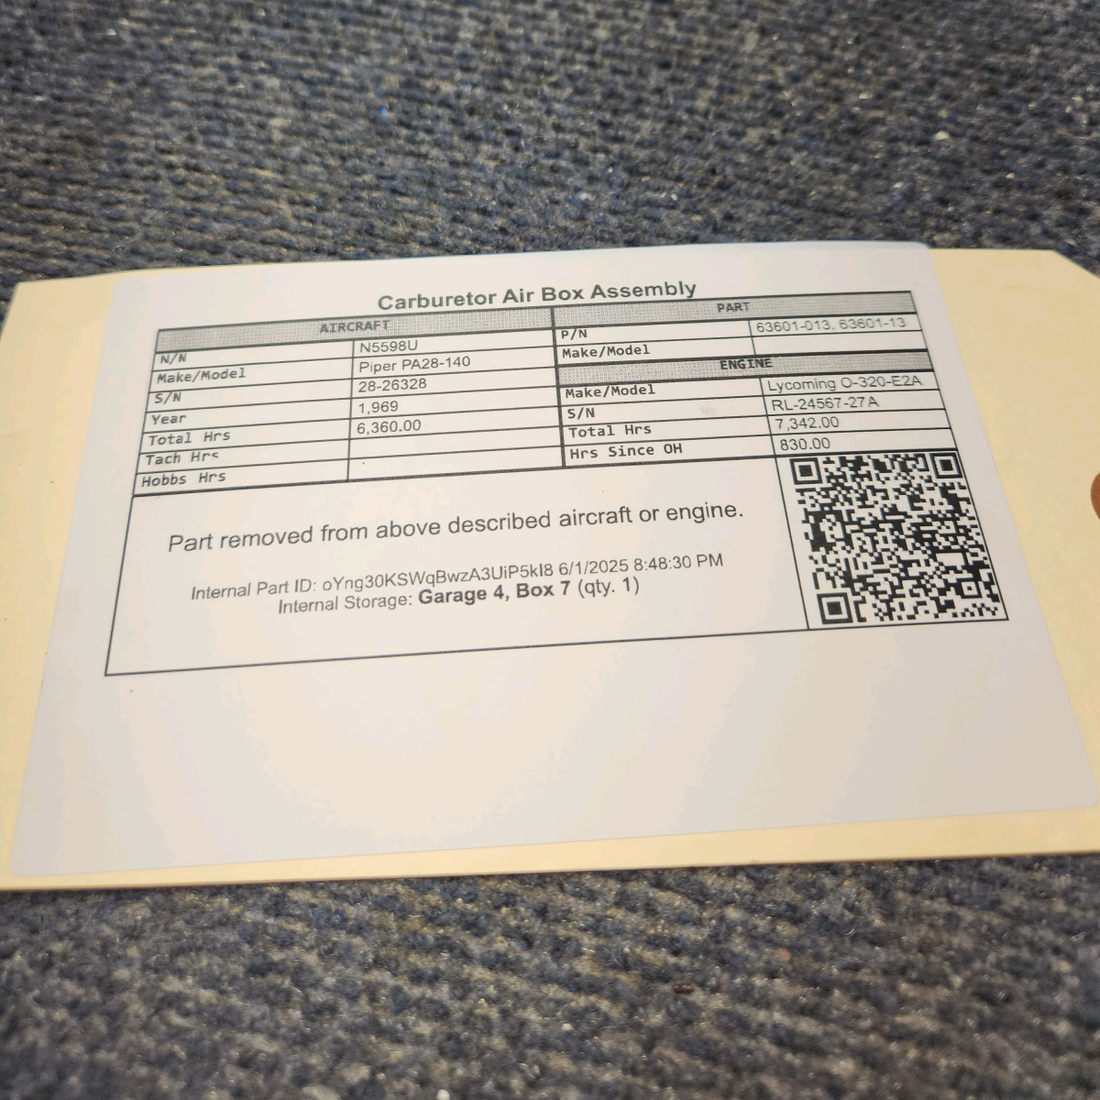 Carburetor Air Box Assembly
AIRCRAFT
N/N N5598U
Make/Model Piper PA28-140
S/N 28-26328
Year 1,969
Total Hrs 6,360.00
Tach Hrs
Hobbs Hrs
PART
P/N 63601-013, 63601-13
Make/Model
ENGINE
Make/Model Lycoming O-320-E2A
S/N RL-24567-27A
Total Hrs 7,342.00
Hrs Since OH 830.00
Part removed from above described aircraft or engine.
Internal Part ID: oYng30KSWqBwzA3UiP5kI8 6/1/2025 8:48:30 PM
Internal Storage: Garage 4, Box 7 (qty. 1)